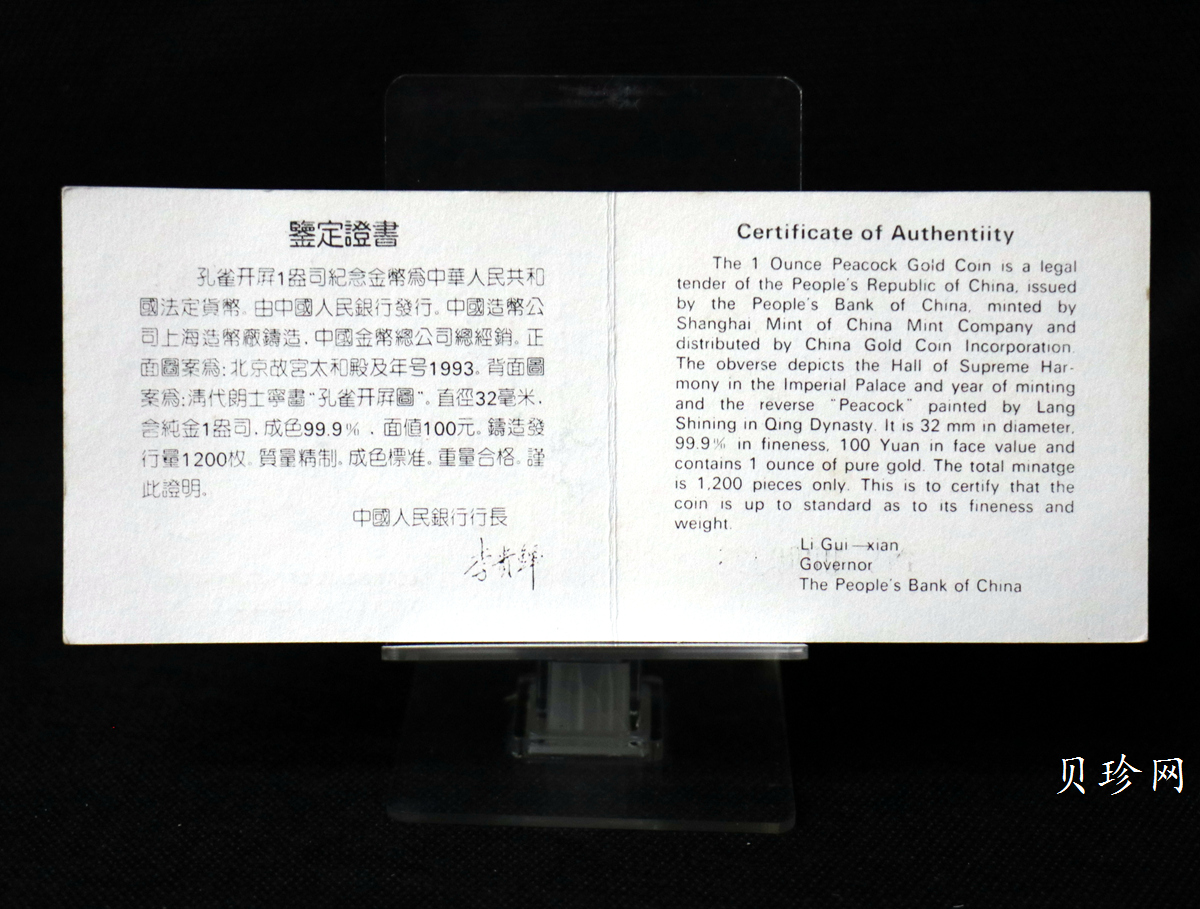 鑒定證書
孔雀开屏1盎司紀念金幣爲中華人民共和
國法定貨幣。由中國人民銀行發行。中國造幣公
司上海造幣廠鑄造，中國金幣總公司總經銷。正
面圖案爲：北京故宮太和殿及年号1993。背面圖
案爲：清代朗士寧畫“孔雀开屏圖”。直徑32毫米，
含純金1盎司，成色99.9%，面值100元。鑄造發
行量1200枚。質量精制。成色標准。重量合格。謹
此證明。
中國人民銀行行長
李貴鲜
Certificate of Authentiity
The 1 Ounce Peacock Gold Coin is a legal
tender of the People's Republic of China, issued
by the People's Bank of China, minted by
Shanghai Mint of China Mint Company and
distributed by China Gold Coin Incorporation.
The obverse depicts the Hall of Supreme Har-
mony in the Imperial Palace and year of minting
and the reverse "Peacock" painted by Lang
Shining in Qing Dynasty. It is 32 mm in diameter,
99.9% in fineness, 100 Yuan in face value and
contains 1 ounce of pure gold. The total minatge
is 1,200 pieces only. This is to certify that the
coin is up to standard as to its fineness and
weight.
Li Gui—xian
Governor
The People's Bank of China
贝珍网